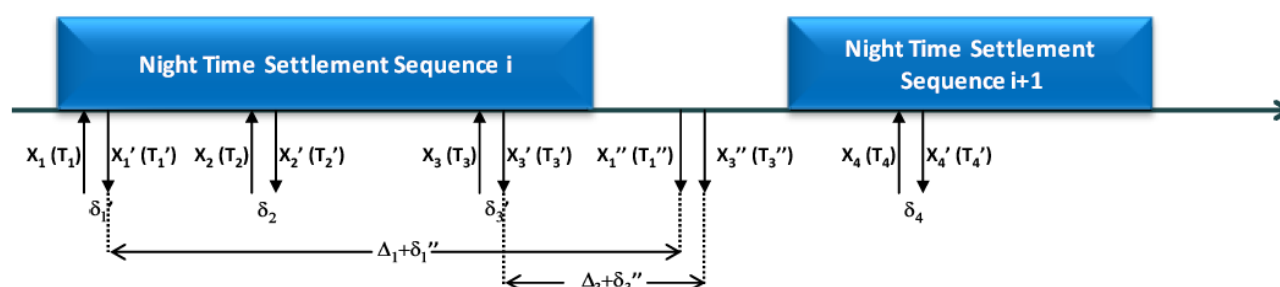 Night Time Settlement Sequence i
Night Time Settlement
Sequence i+1
X₁ (T₁) X₁’ (T₁’) X₂ (T₂) X₂’ (T₂’) X₃ (T₃) X₃’ (T₃’) X₁’’ (T₁’’) X₃’’ (T₃’’) X₄ (T₄) X₄’ (T₄’)
δ₁’ δ₂ δ₃’ δ₄
Δ₁+δ₁’’